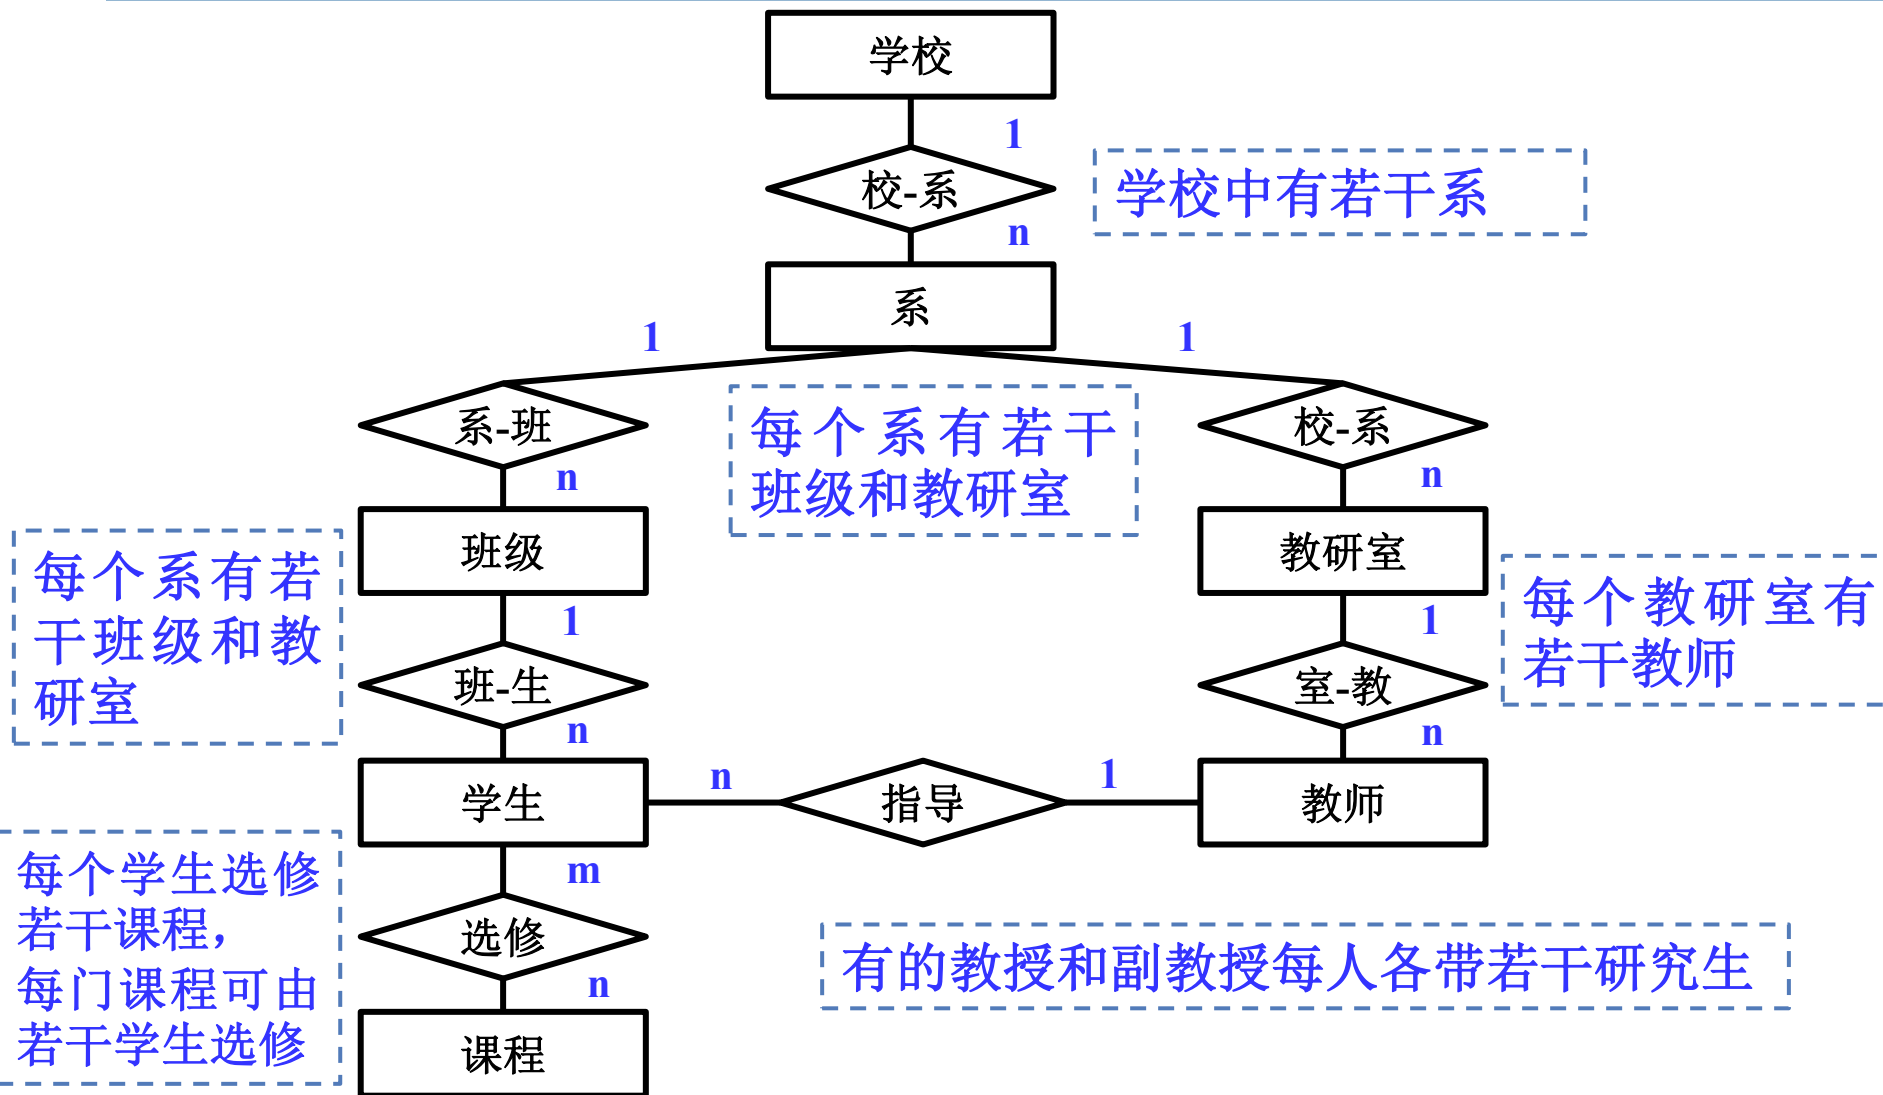 学校
1
校-系
学校中有若干系
n
系
1
1
系-班
每个系有若干
班级和教研室
校-系
n
n
班级
教研室
每个系有若
干班级和教
研室
1
1
每个教研室有
若干教师
班-生
室-教
n
n
学生
n
指导
1
教师
每个学生选修
若干课程，
每门课程可由
若干学生选修
m
选修
有的教授和副教授每人各带若干研究生
n
课程